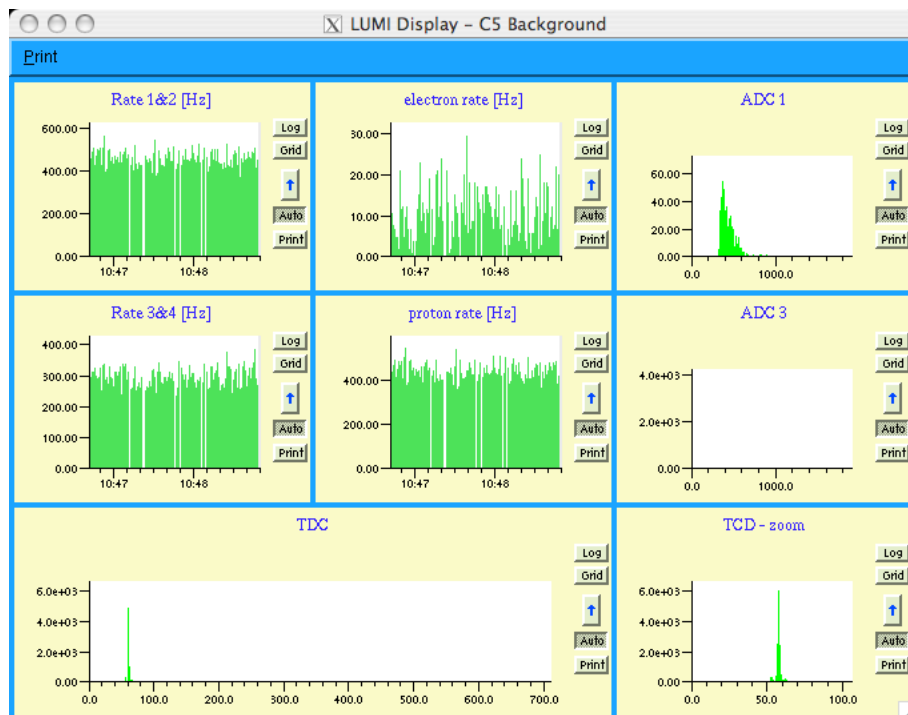 LUMI Display – C5 Background
Print
Rate 1&2 [Hz]
600.00
400.00
200.00
0.00
10:47 10:48
Log
Grid
Auto
Print
electron rate [Hz]
30.00
20.00
10.00
0.00
10:47 10:48
Log
Grid
Auto
Print
ADC 1
60.00
40.00
20.00
0.00
0.0 1000.0
Log
Grid
Auto
Print
Rate 3&4 [Hz]
400.00
300.00
200.00
100.00
0.00
10:47 10:48
Log
Grid
Auto
Print
proton rate [Hz]
400.00
200.00
0.00
10:47 10:48
Log
Grid
Auto
Print
ADC 3
4.0e+03
2.0e+03
0.00
0.0 1000.0
Log
Grid
Auto
Print
TDC
6.0e+03
4.0e+03
2.0e+03
0.00
0.0 100.0 200.0 300.0 400.0 500.0 600.0 700.0
Log
Grid
Auto
Print
TCD - zoom
6.0e+03
4.0e+03
2.0e+03
0.00
0.0 50.0 100.0
Log
Grid
Auto
Print